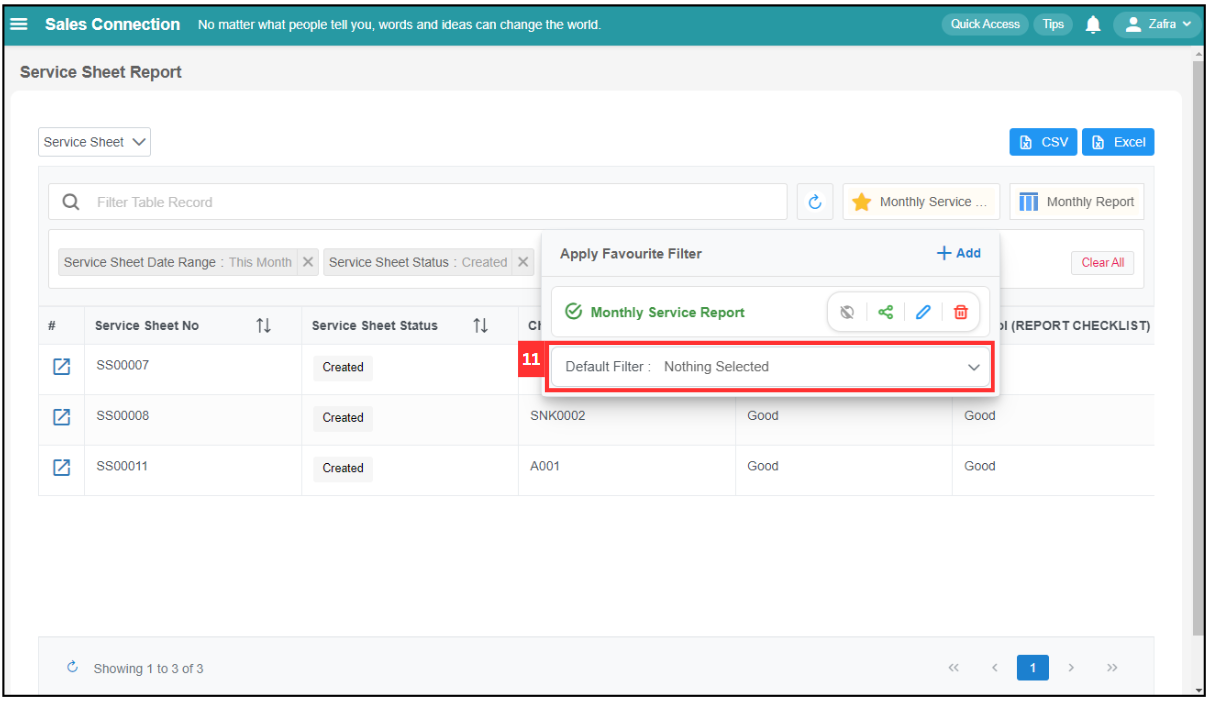 Sales Connection No matter what people tell you, words and ideas can change the world. Quick Access Tips Zafra
Service Sheet Report
Service Sheet CSV Excel
Filter Table Record Monthly Service ... Monthly Report
Service Sheet Date Range : This Month Service Sheet Status : Created Clear All
Apply Favourite Filter + Add
Monthly Service Report
# Service Sheet No Service Sheet Status (REPORT CHECKLIST)
11 Default Filter : Nothing Selected
SS00007 Created
SS00008 Created SNK0002 Good Good
SS00011 Created A001 Good Good
Showing 1 to 3 of 3 << < 1 > >>